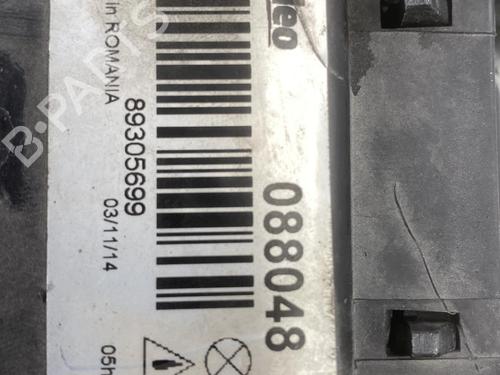 eo
088048
89305699
in ROMANIA
03/11/14
05h
B-PARTS